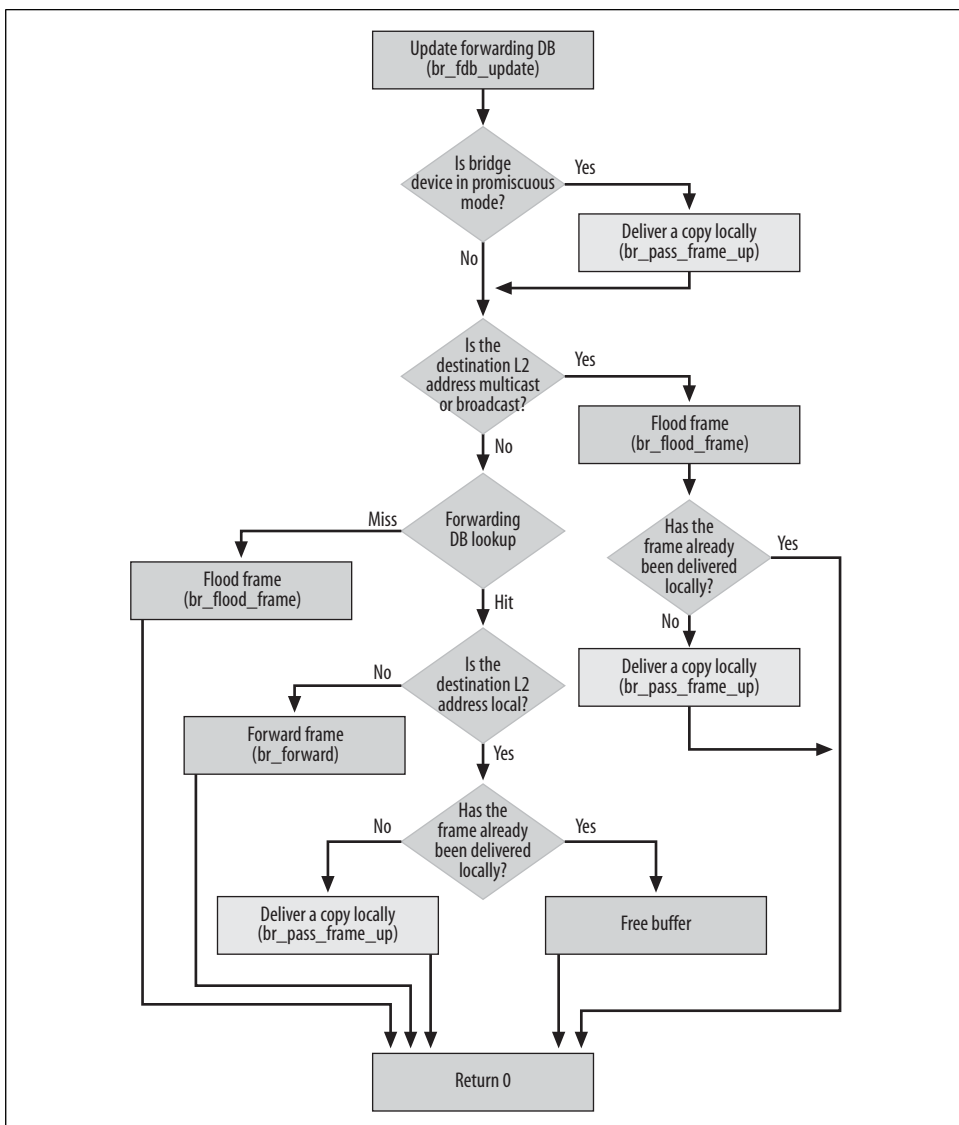 Update forwarding DB
(br_fdb_update)
Is bridge
device in promiscuous
mode?
Yes
Deliver a copy locally
(br_pass_frame_up)
No
Is the
destination L2
address multicast
or broadcast?
Yes
Flood frame
(br_flood_frame)
No
Forwarding
DB lookup
Miss
Has the
frame already
been delivered
locally?
Yes
Flood frame
(br_flood_frame)
Hit
No
Deliver a copy locally
(br_pass_frame_up)
Is the
destination L2
address local?
No
Forward frame
(br_forward)
Yes
Has the
frame already
been delivered
locally?
No
Yes
Deliver a copy locally
(br_pass_frame_up)
Free buffer
Return 0